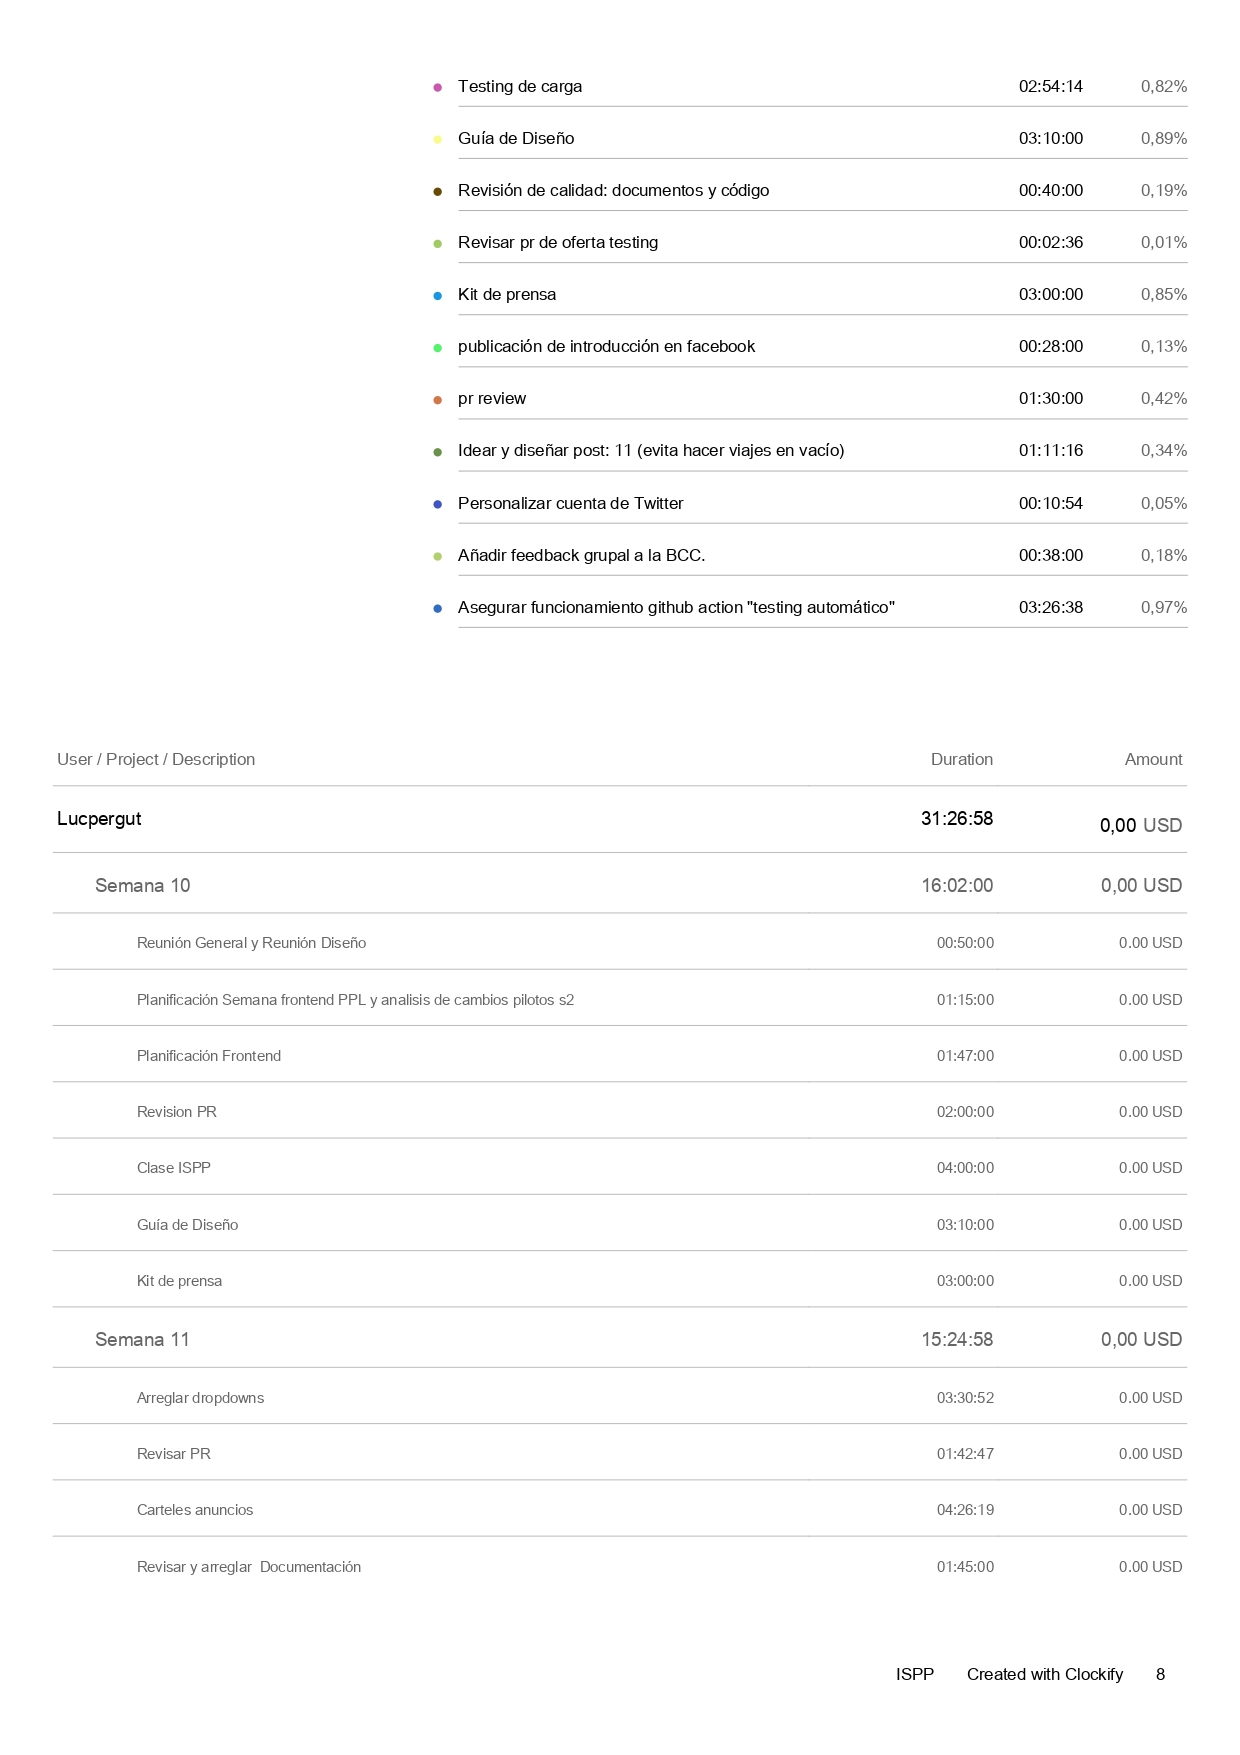 Testing de carga 02:54:14 0,82%
Guía de Diseño 03:10:00 0,89%
Revisión de calidad: documentos y código 00:40:00 0,19%
Revisar pr de oferta testing 00:02:36 0,01%
Kit de prensa 03:00:00 0,85%
publicación de introducción en facebook 00:28:00 0,13%
pr review 01:30:00 0,42%
Idear y diseñar post: 11 (evita hacer viajes en vacío) 01:11:16 0,34%
Personalizar cuenta de Twitter 00:10:54 0,05%
Añadir feedback grupal a la BCC. 00:38:00 0,18%
Asegurar funcionamiento github action "testing automático" 03:26:38 0,97%
User / Project / Description Duration Amount
Lucpergut 31:26:58 0,00 USD
Semana 10 16:02:00 0,00 USD
Reunión General y Reunión Diseño 00:50:00 0.00 USD
Planificación Semana frontend PPL y analisis de cambios pilotos s2 01:15:00 0.00 USD
Planificación Frontend 01:47:00 0.00 USD
Revision PR 02:00:00 0.00 USD
Clase ISPP 04:00:00 0.00 USD
Guía de Diseño 03:10:00 0.00 USD
Kit de prensa 03:00:00 0.00 USD
Semana 11 15:24:58 0,00 USD
Arreglar dropdowns 03:30:52 0.00 USD
Revisar PR 01:42:47 0.00 USD
Carteles anuncios 04:26:19 0.00 USD
Revisar y arreglar  Documentación 01:45:00 0.00 USD
ISPP Created with Clockify 8